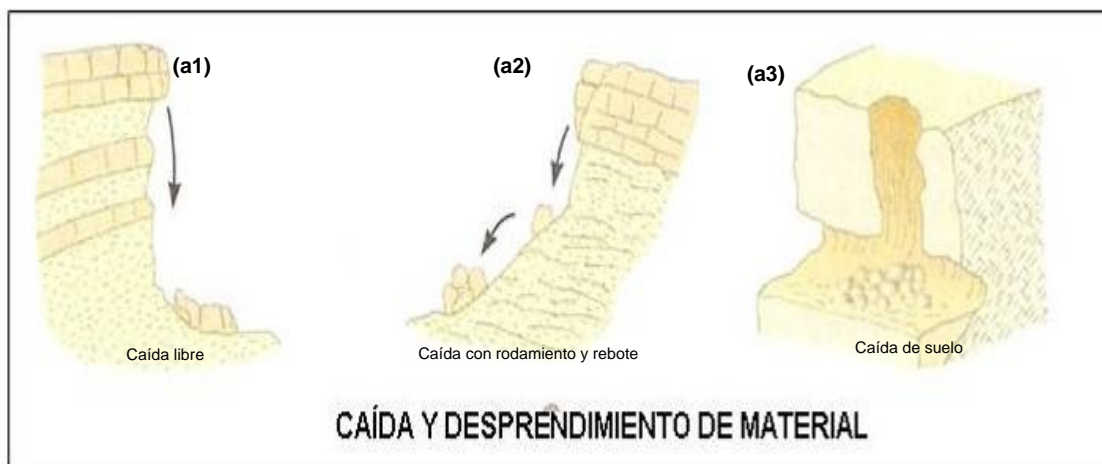 (a1)
(a2)
(a3)
Caída libre
Caída con rodamiento y rebote
Caída de suelo
CAÍDA Y DESPRENDIMIENTO DE MATERIAL